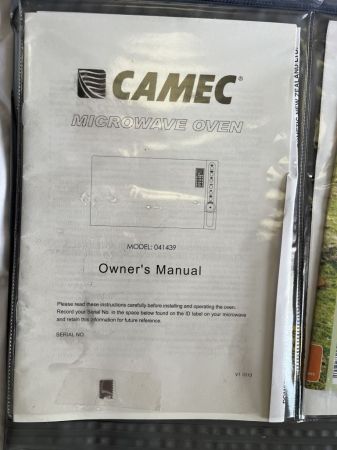 CAMEC®
MICROWAVE OVEN
MODEL: 041439
Owner's Manual
Please read these instructions carefully before installing and operating the oven.
Record your Serial No. in the space below found on the ID label on your microwave
and retain this information for future reference.
SERIAL NO.